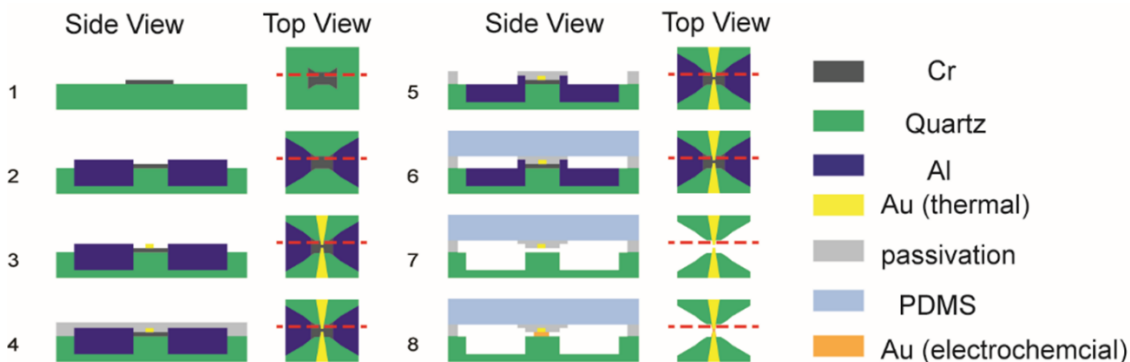 Side View
Top View
Side View
Top View
1
2
3
4
5
6
7
8
Cr
Quartz
Al
Au (thermal)
passivation
PDMS
Au (electrochemcial)